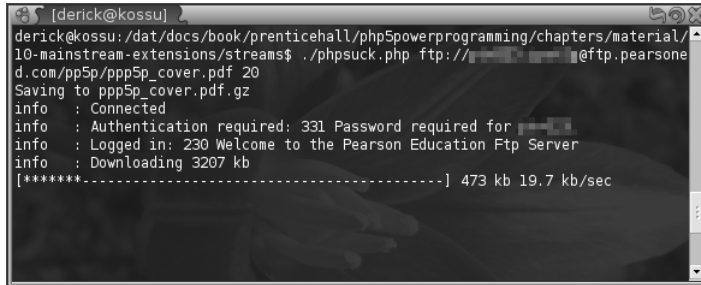 [derick@kossu]
derick@kossu:/dat/docs/book/prenticehall/php5powerprogramming/chapters/material/
10-mainstream-extensions/streams$ ./phpsuck.php ftp:// @ftp.pearsone
d.com/pp5p/ppp5p_cover.pdf 20
Saving to ppp5p_cover.pdf.gz
info : Connected
info : Authentication required: 331 Password required for
info : Logged in: 230 Welcome to the Pearson Education Ftp Server
info : Downloading 3207 kb
[*******------------------------------------------] 473 kb 19.7 kb/sec